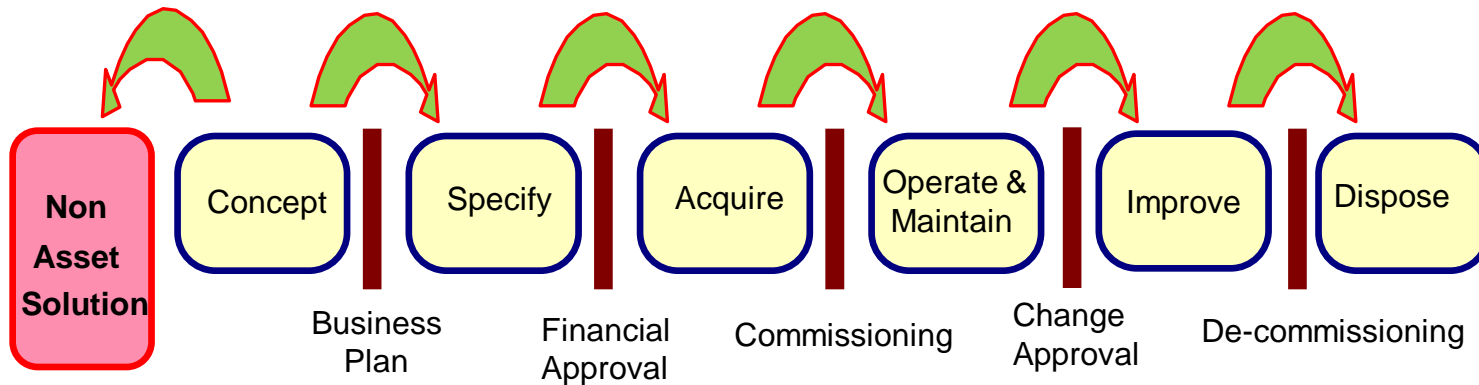 Non
Asset
Solution
Concept
Specify
Acquire
Operate &
Maintain
Improve
Dispose
Business
Plan
Financial
Approval
Commissioning
Change
Approval
De-commissioning